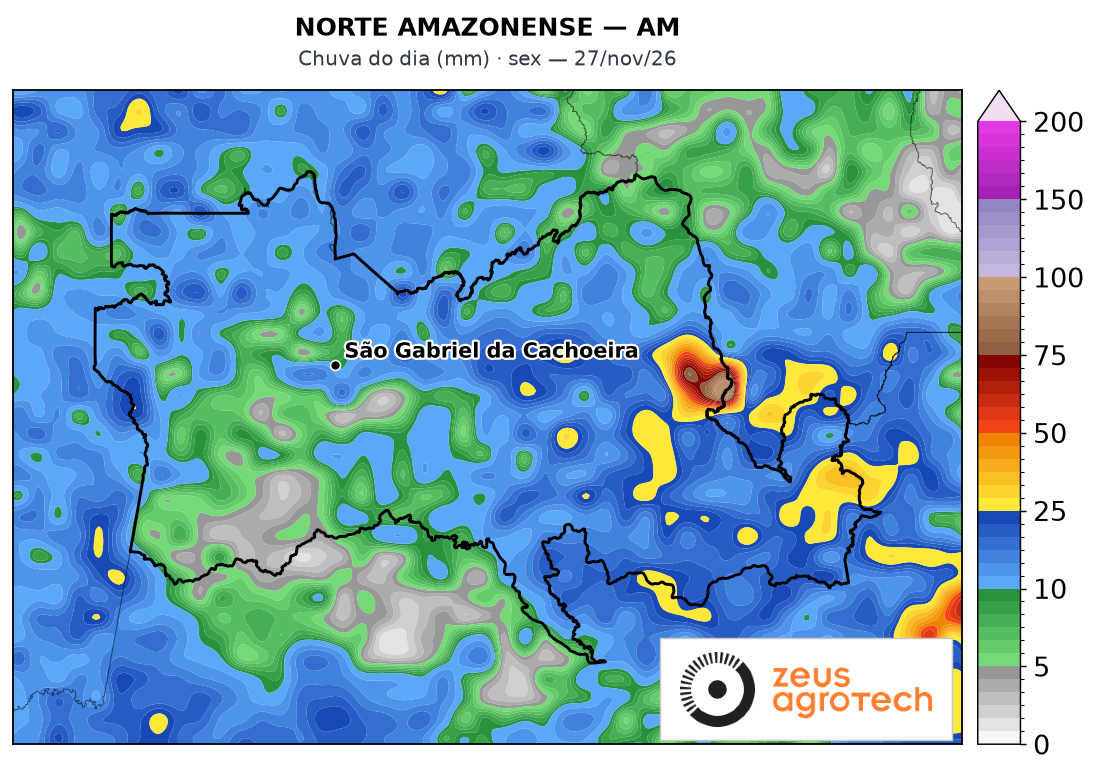 NORTE AMAZONENSE — AM
Chuva do dia (mm) · sex — 27/nov/26
200
150
100
75
50
25
10
5
0
São Gabriel da Cachoeira
zeus
agrotech